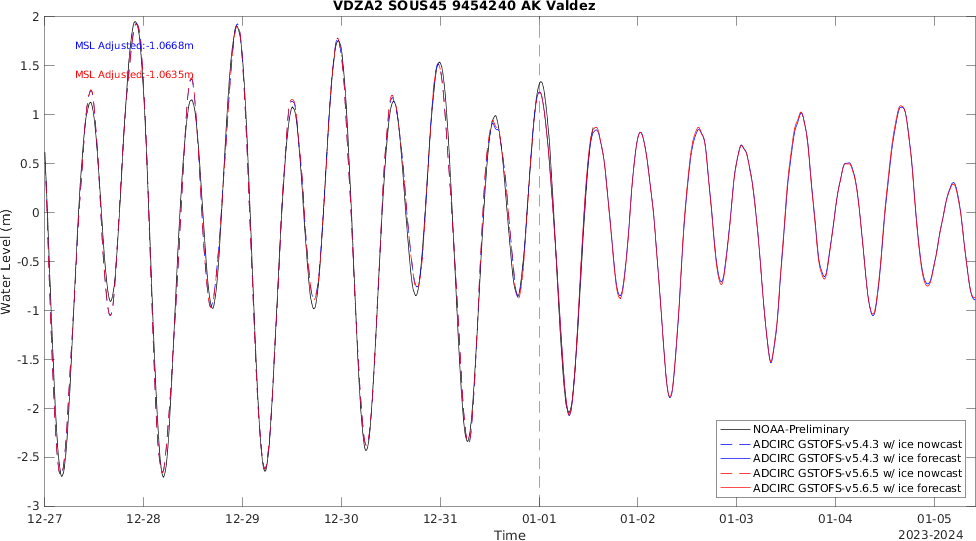 VDZA2 SOUS45 9454240 AK Valdez
MSL Adjusted:-1.0668m
MSL Adjusted:-1.0635m
Water Level (m)
2
1.5
1
0.5
0
-0.5
-1
-1.5
-2
-2.5
-3
NOAA-Preliminary
ADCIRC GSTOFS-v5.4.3 w/ ice nowcast
ADCIRC GSTOFS-v5.4.3 w/ ice forecast
ADCIRC GSTOFS-v5.6.5 w/ ice nowcast
ADCIRC GSTOFS-v5.6.5 w/ ice forecast
12-27 12-28 12-29 12-30 12-31 01-01 01-02 01-03 01-04 01-05
Time
2023-2024